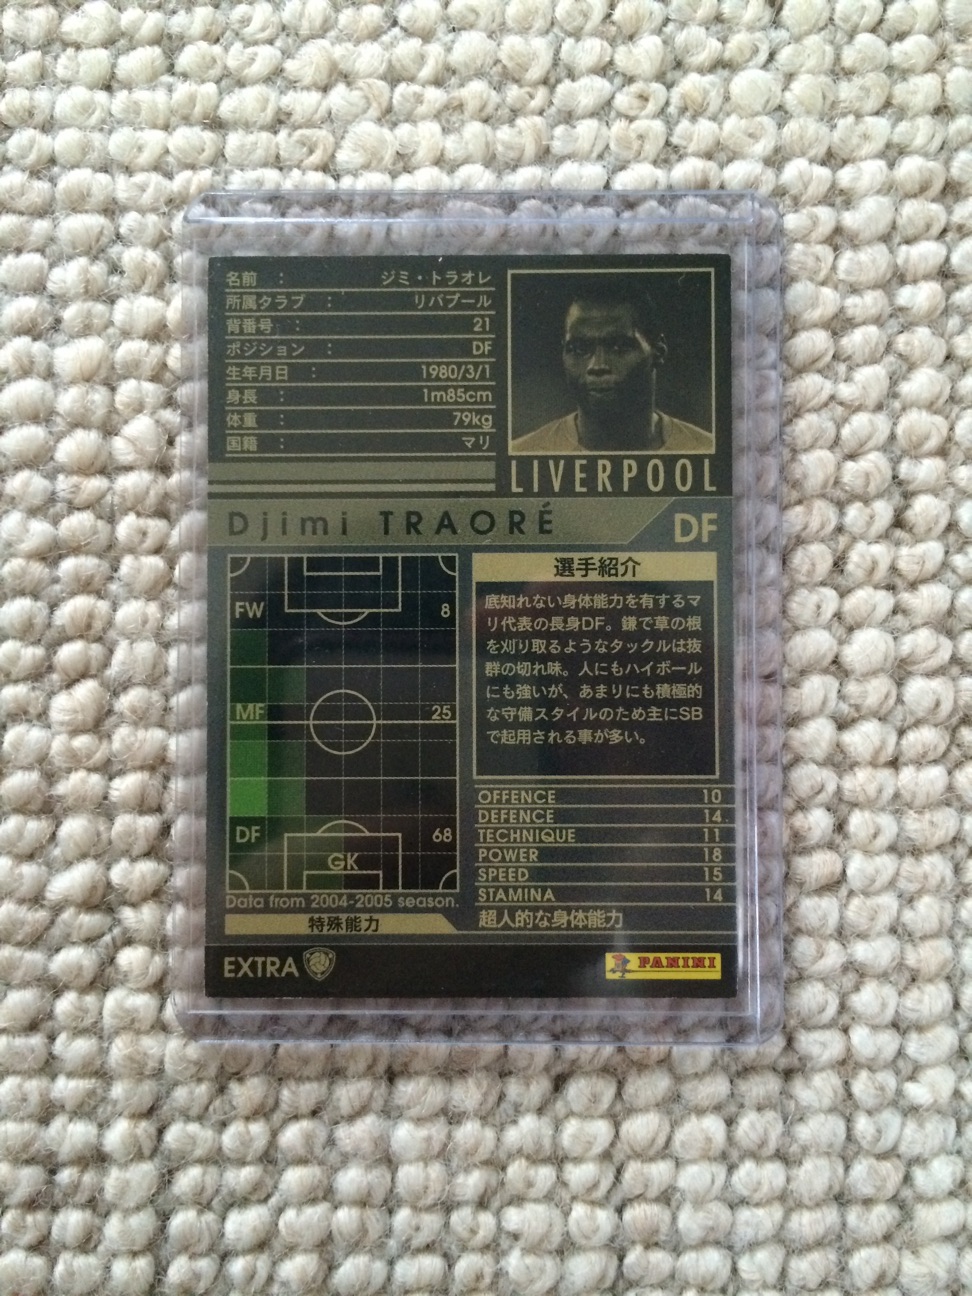 名前 : ジミ・トラオレ
所属クラブ : リバプール
背番号 : 21
ポジション : DF
生年月日 : 1980/3/1
身長 : 1m85cm
体重 : 79kg
国籍 : マリ
LIVERPOOL
Djimi TRAORÉ DF
FW 8
MF 25
DF 68
GK
Data from 2004-2005 season.
選手紹介
底知れない身体能力を有するマ
リ代表の長身DF。鎌で草の根
を刈り取るようなタックルは抜
群の切れ味。人にもハイボール
にも強いが、あまりにも積極的
な守備スタイルのため主にSB
で起用される事が多い。
OFFENCE 10
DEFENCE 14
TECHNIQUE 11
POWER 18
SPEED 15
STAMINA 14
特殊能力 超人的な身体能力
EXTRA PANINI